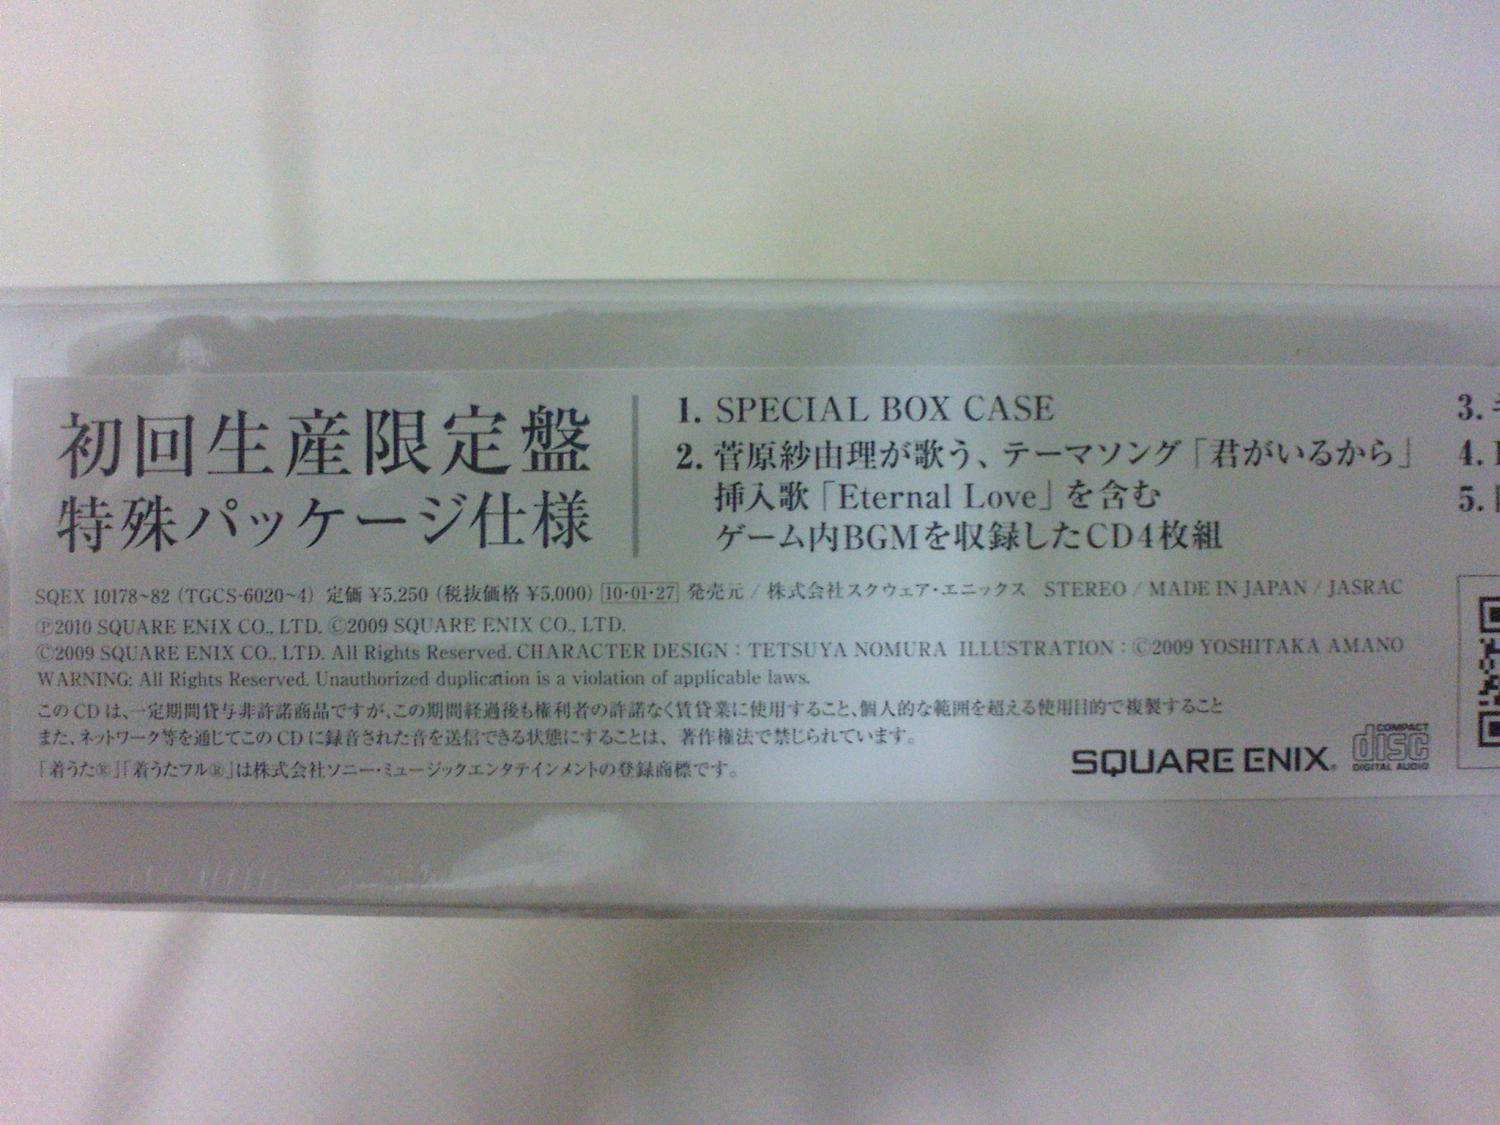 初回生産限定盤
特殊パッケージ仕様
1. SPECIAL BOX CASE
2. 菅原紗由理が歌う、テーマソング「君がいるから」
挿入歌「Eternal Love」を含む
ゲーム内BGMを収録したCD4枚組
3.
4.
5.
SQEX 10178~82 (TGCS-6020~4) 定価 ¥5,250 (税抜価格 ¥5,000) 10・01・27 発売元 / 株式会社スクウェア・エニックス STEREO / MADE IN JAPAN / JASRAC
Ⓟ2010 SQUARE ENIX CO., LTD. ©2009 SQUARE ENIX CO., LTD.
©2009 SQUARE ENIX CO., LTD. All Rights Reserved. CHARACTER DESIGN : TETSUYA NOMURA ILLUSTRATION : ©2009 YOSHITAKA AMANO
WARNING: All Rights Reserved. Unauthorized duplication is a violation of applicable laws.
このCDは、一定期間貸与非許諾商品ですが、この期間経過後も権利者の許諾なく賃貸業に使用すること、個人的な範囲を超える使用目的で複製すること
また、ネットワーク等を通じてこのCDに録音された音を送信できる状態にすることは、著作権法で禁じられています。
「着うた®」「着うたフル®」は株式会社ソニー・ミュージックエンタテインメントの登録商標です。
SQUARE ENIX®
COMPACT disc DIGITAL AUDIO